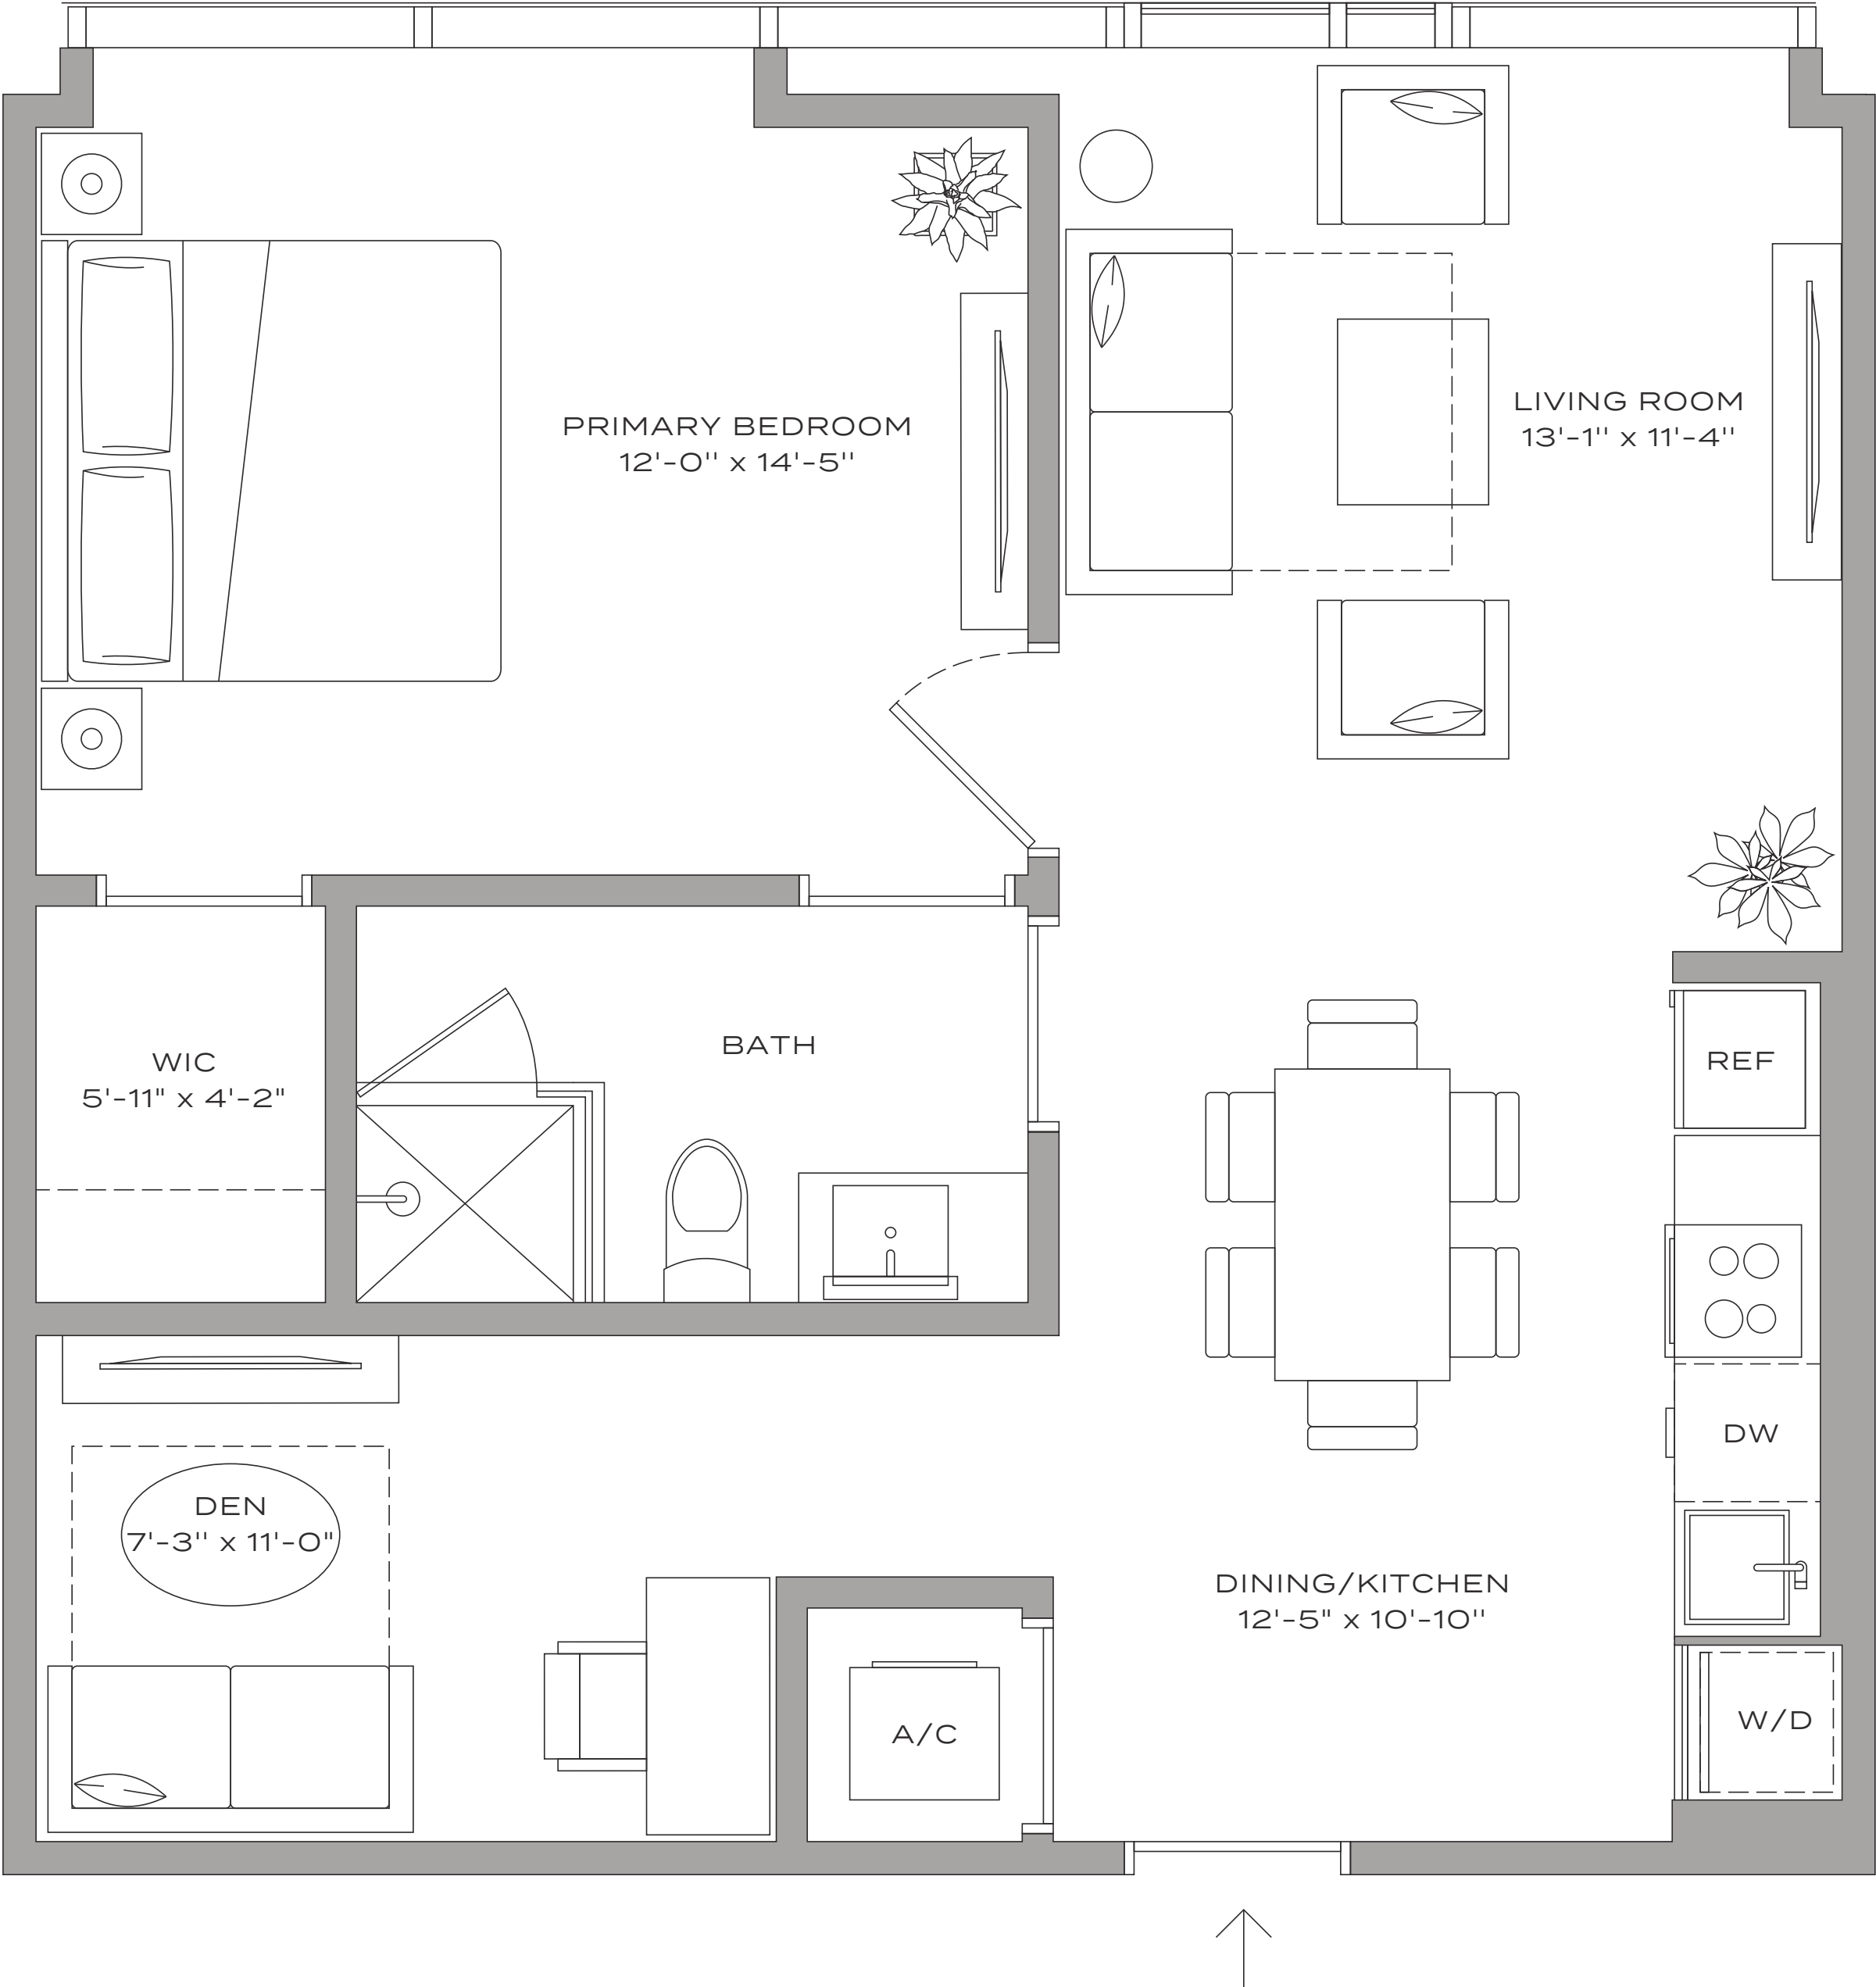 PRIMARY BEDROOM
12'-0'' x 14'-5''
LIVING ROOM
13'-1'' x 11'-4''
WIC
5'-11" x 4'-2"
BATH
REF
DEN
7'-3'' x 11'-0"
DW
DINING/KITCHEN
12'-5" x 10'-10''
A/C
W/D